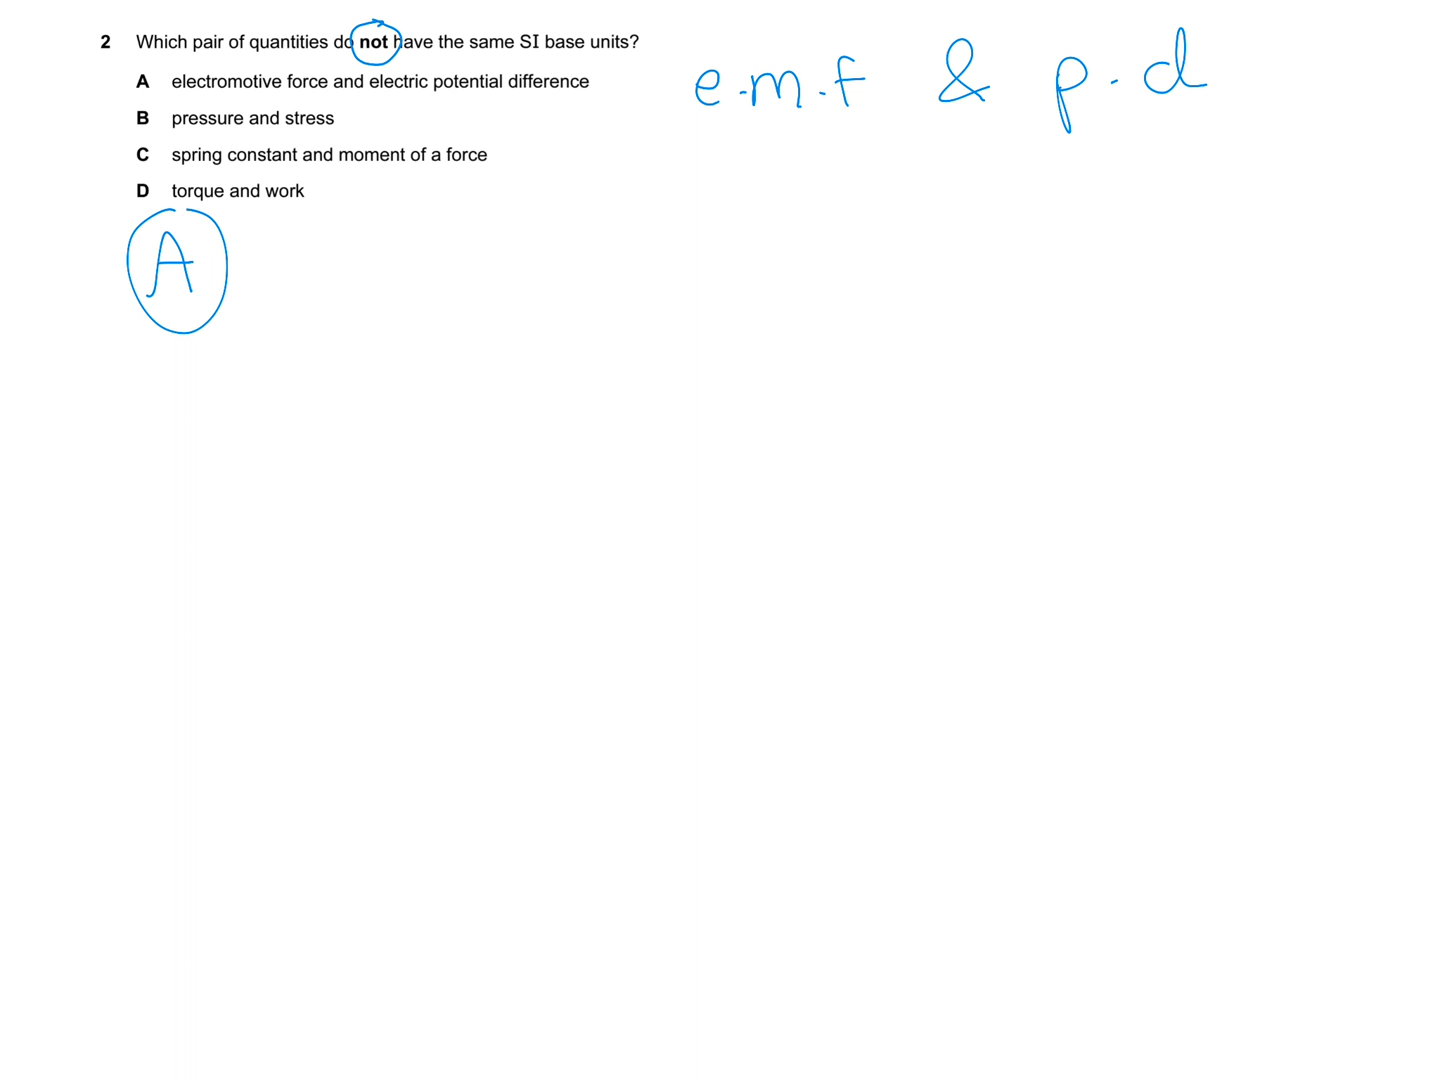 2 Which pair of quantities do not have the same SI base units?
A electromotive force and electric potential difference
B pressure and stress
C spring constant and moment of a force
D torque and work
e.m.f & p.d
A